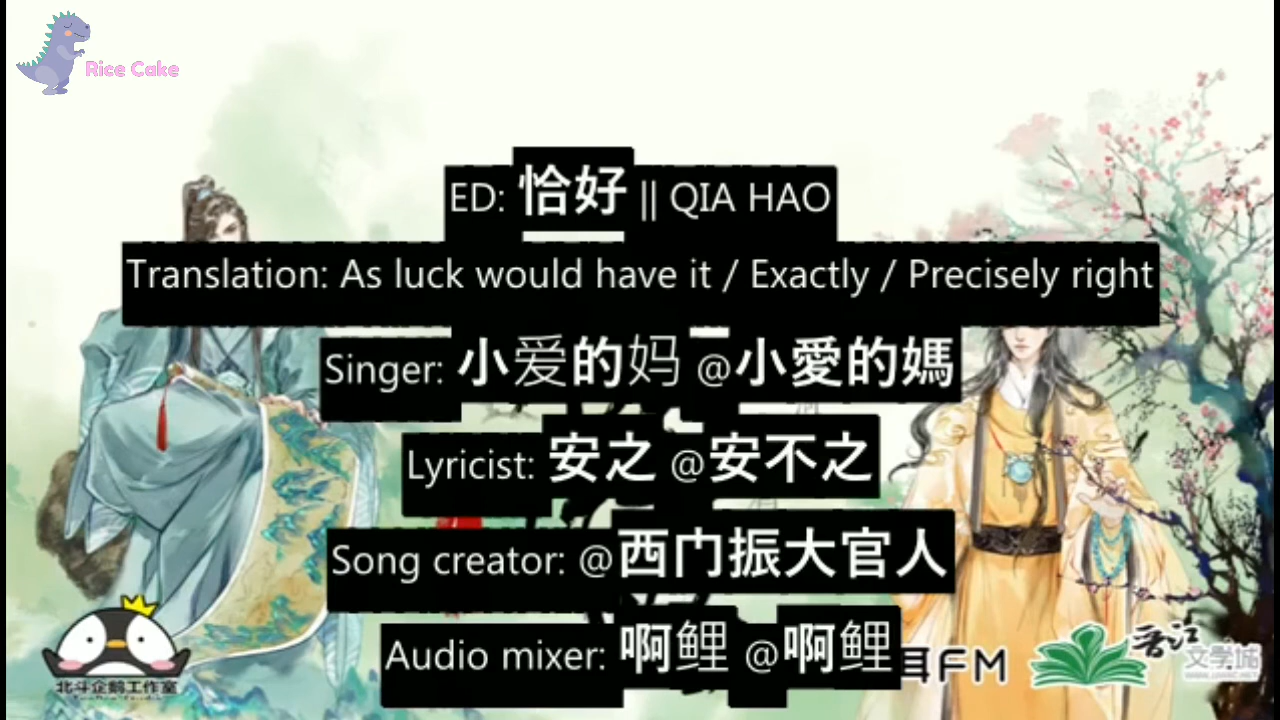 Rice Cake
ED: 恰好 || QIA HAO
Translation: As luck would have it / Exactly / Precisely right
Singer: 小爱的妈 @小愛的媽
Lyricist: 安之 @安不之
Song creator: @西门振大官人
Audio mixer: 啊鲤 @啊鲤
北斗企鹅工作室
耳FM
晋江
文学城